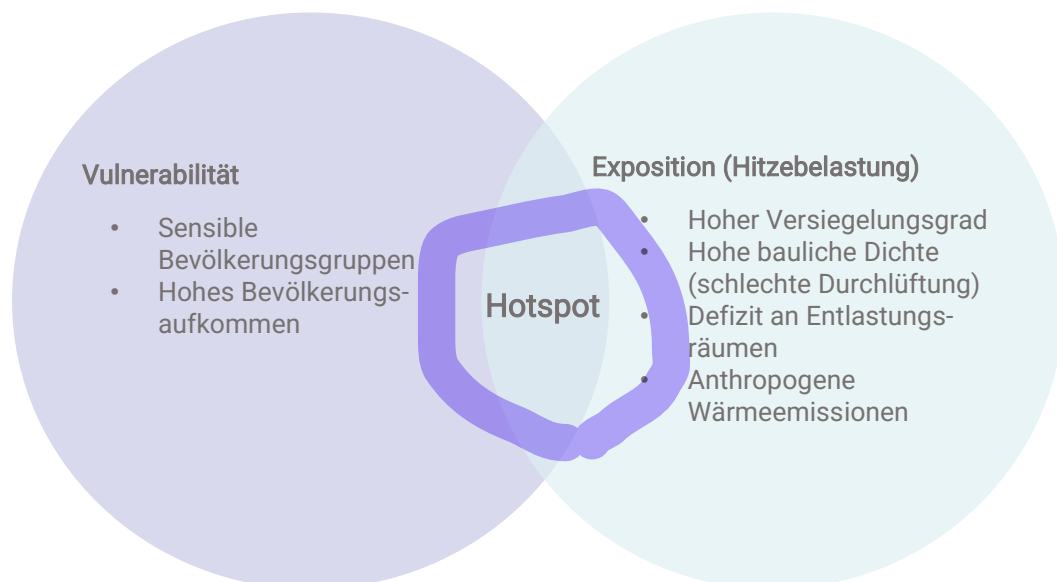 Vulnerabilität
• Sensible
Bevölkerungsgruppen
• Hohes Bevölkerungs-
aufkommen
Hotspot
Exposition (Hitzebelastung)
• Hoher Versiegelungsgrad
• Hohe bauliche Dichte
(schlechte Durchlüftung)
• Defizit an Entlastungs-
räumen
• Anthropogene
Wärmeemissionen